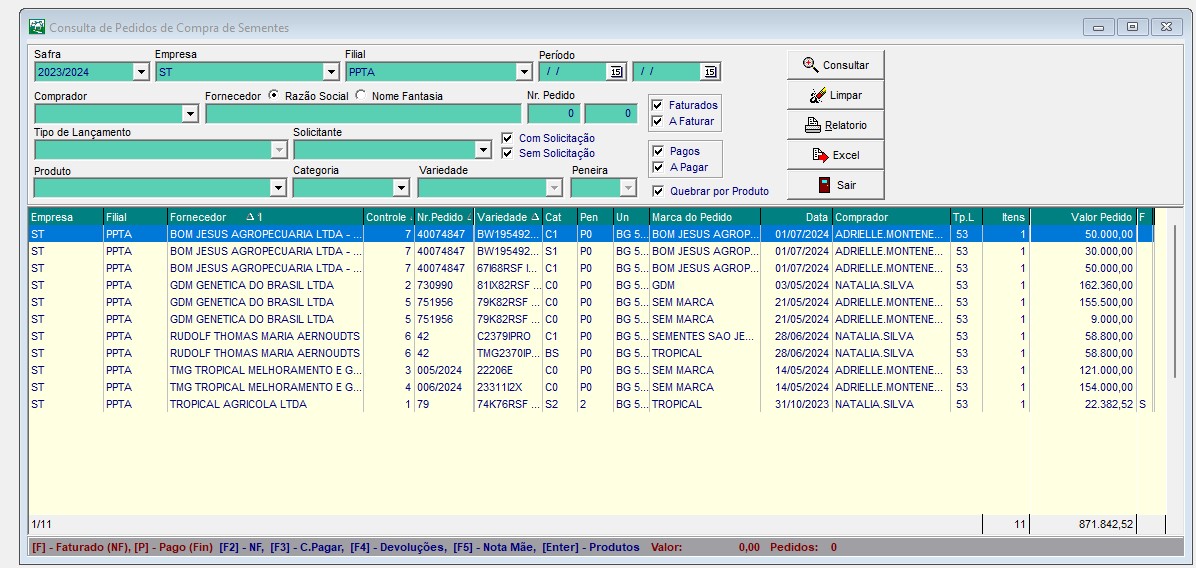 Consulta de Pedidos de Compra de Sementes
Safra Empresa Filial Período
2023/2024 ST PPTA / / 15 / / 15
Consultar
Comprador Fornecedor Razão Social Nome Fantasia Nr. Pedido
0 0
Faturados
A Faturar
Limpar
Tipo de Lançamento Solicitante
Com Solicitação
Sem Solicitação
Relatorio
Pagos
A Pagar
Excel
Produto Categoria Variedade Peneira
Quebrar por Produto
Sair
Empresa Filial Fornecedor 1 Controle Nr.Pedido Variedade Cat Pen Un Marca do Pedido Data Comprador Tp.L Itens Valor Pedido F
ST PPTA BOM JESUS AGROPECUARIA LTDA - ... 7 40074847 BW195492... C1 P0 BG 5... BOM JESUS AGROP... 01/07/2024 ADRIELLE.MONTENE... 53 1 50.000,00
ST PPTA BOM JESUS AGROPECUARIA LTDA - ... 7 40074847 BW195492... S1 P0 BG 5... BOM JESUS AGROP... 01/07/2024 ADRIELLE.MONTENE... 53 1 30.000,00
ST PPTA BOM JESUS AGROPECUARIA LTDA - ... 7 40074847 67I68RSF I... C1 P0 BG 5... BOM JESUS AGROP... 01/07/2024 ADRIELLE.MONTENE... 53 1 50.000,00
ST PPTA GDM GENETICA DO BRASIL LTDA 2 730990 81IX82RSF ... C0 P0 BG 5... GDM 03/05/2024 NATALIA.SILVA 53 1 162.360,00
ST PPTA GDM GENETICA DO BRASIL LTDA 5 751956 79K82RSF ... C0 P0 BG 5... SEM MARCA 21/05/2024 ADRIELLE.MONTENE... 53 1 155.500,00
ST PPTA GDM GENETICA DO BRASIL LTDA 5 751956 79K82RSF ... C0 P0 BG 5... SEM MARCA 21/05/2024 ADRIELLE.MONTENE... 53 1 9.000,00
ST PPTA RUDOLF THOMAS MARIA AERNOUDTS 6 42 C2379IPRO C1 P0 BG 5... SEMENTES SAO JE... 28/06/2024 NATALIA.SILVA 53 1 58.800,00
ST PPTA RUDOLF THOMAS MARIA AERNOUDTS 6 42 TMG2370IP... BS P0 BG 5... TROPICAL 28/06/2024 NATALIA.SILVA 53 1 58.800,00
ST PPTA TMG TROPICAL MELHORAMENTO E G... 3 005/2024 22206E C0 P0 BG 5... SEM MARCA 14/05/2024 ADRIELLE.MONTENE... 53 1 121.000,00
ST PPTA TMG TROPICAL MELHORAMENTO E G... 4 006/2024 23311I2X C0 P0 BG 5... SEM MARCA 14/05/2024 ADRIELLE.MONTENE... 53 1 154.000,00
ST PPTA TROPICAL AGRICOLA LTDA 1 79 74K76RSF ... S2 2 BG 5... TROPICAL 31/10/2023 NATALIA.SILVA 53 1 22.382,52 S
1/11 11 871.842,52
[F] - Faturado (NF), [P] - Pago (Fin) [F2] - NF, [F3] - C.Pagar, [F4] - Devoluções, [F5] - Nota Mãe, [Enter] - Produtos Valor: 0,00 Pedidos: 0